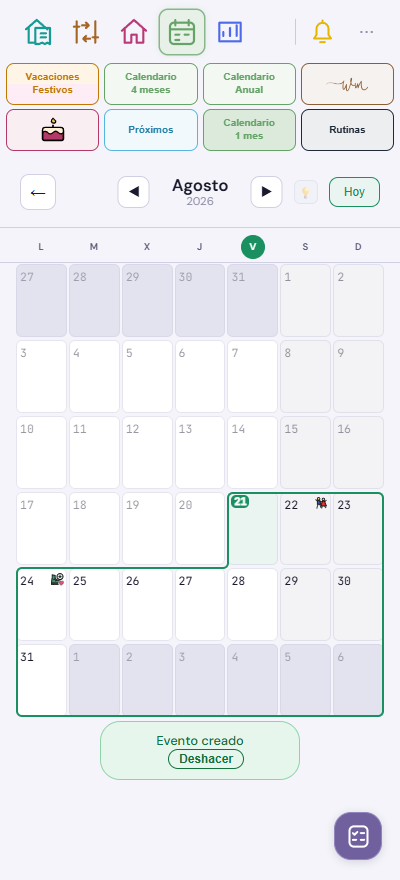 Vacaciones
Festivos
Calendario
4 meses
Calendario
Anual
Wm
Próximos
Calendario
1 mes
Rutinas
←
◀ Agosto ▶
2026
Hoy
L M X J V S D
27 28 29 30 31 1 2
3 4 5 6 7 8 9
10 11 12 13 14 15 16
17 18 19 20 21 22 23
24 25 26 27 28 29 30
31 1 2 3 4 5 6
Evento creado
Deshacer